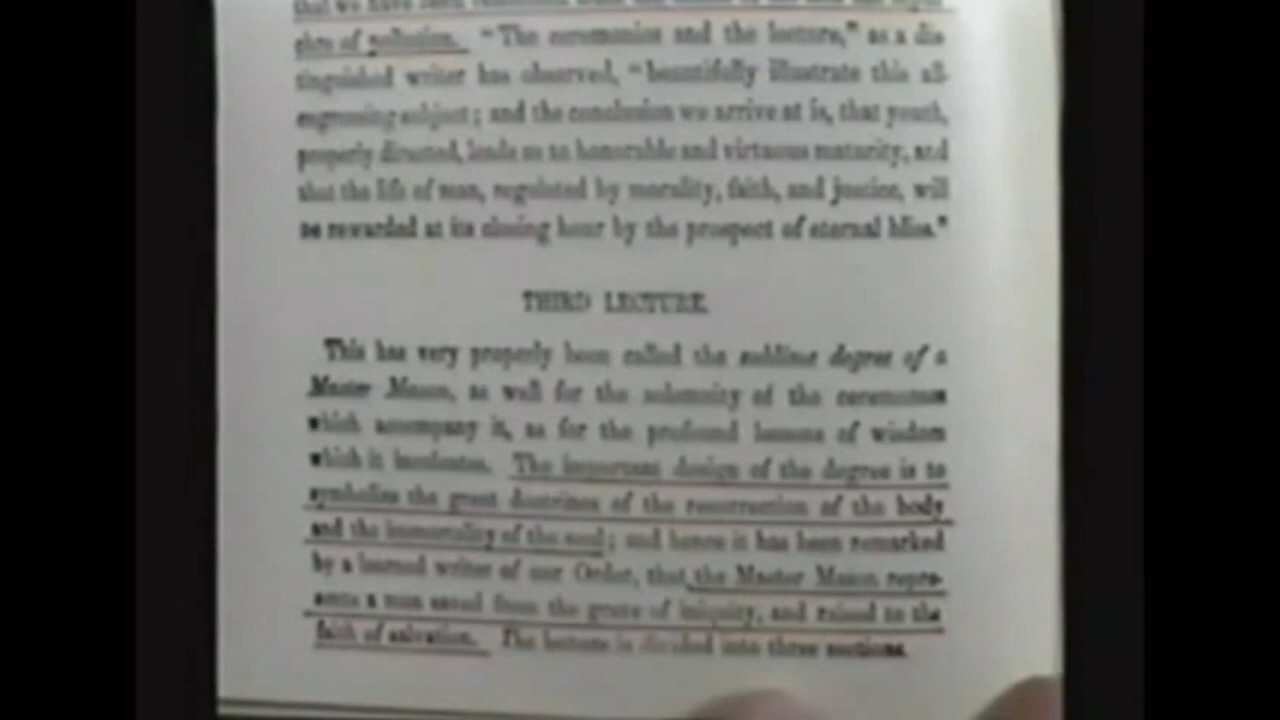 that we have been
thre of pollution. "The ceremonies and the lecture," as a dis-
tinguished writer has observed, "beautifully illustrate this all-
engrossing subject; and the conclusion we arrive at is, that youth,
properly directed, leads us to honorable and virtuous maturity, and
that the life of man, regulated by morality, faith, and justice, will
be rewarded at its closing hour by the prospect of eternal bliss."
THIRD LECTURE.
This has very properly been called the sublime degree of a
Master Mason, as well for the solemnity of the ceremonies
which accompany it, as for the profound lessons of wisdom
which it inculcates. The important design of the degree is to
symbolize the great doctrines of the resurrection of the body
and the immortality of the soul; and hence it has been remarked
by a learned writer of our Order, that the Master Mason repre-
sents a man saved from the grave of iniquity, and raised to the
faith of salvation. The lecture is divided into three sections.